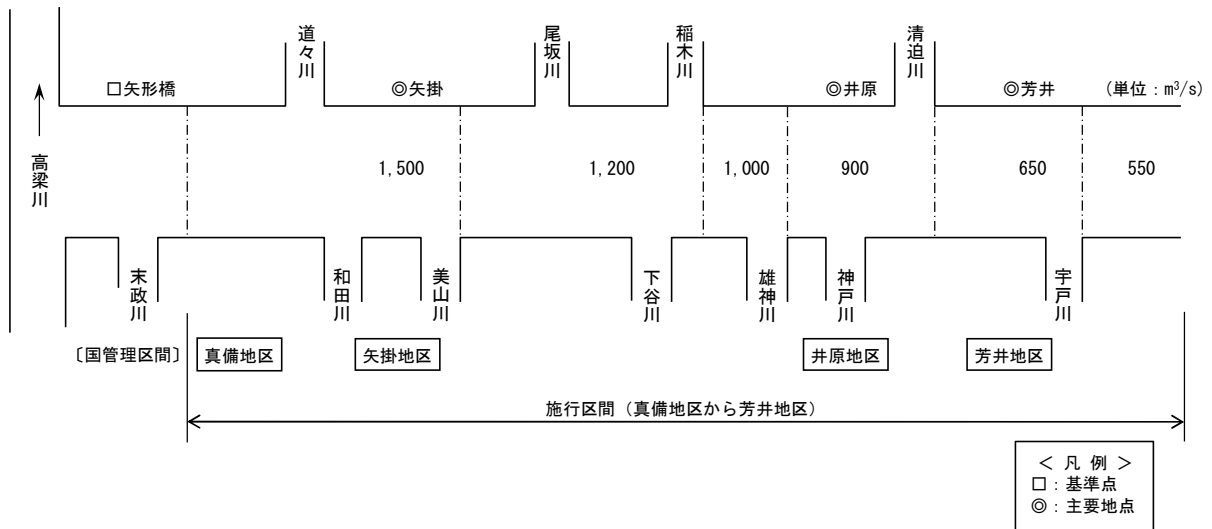 道々川
尾坂川
稲木川
清迫川
□矢形橋
◎矢掛
◎井原
◎芳井
(単位：m³/s)
高梁川
1,500
1,200
1,000
900
650
550
末政川
和田川
美山川
下谷川
雄神川
神戸川
宇戸川
〔国管理区間〕
真備地区
矢掛地区
井原地区
芳井地区
施行区間（真備地区から芳井地区）
＜ 凡 例 ＞
□：基準点
◎：主要地点